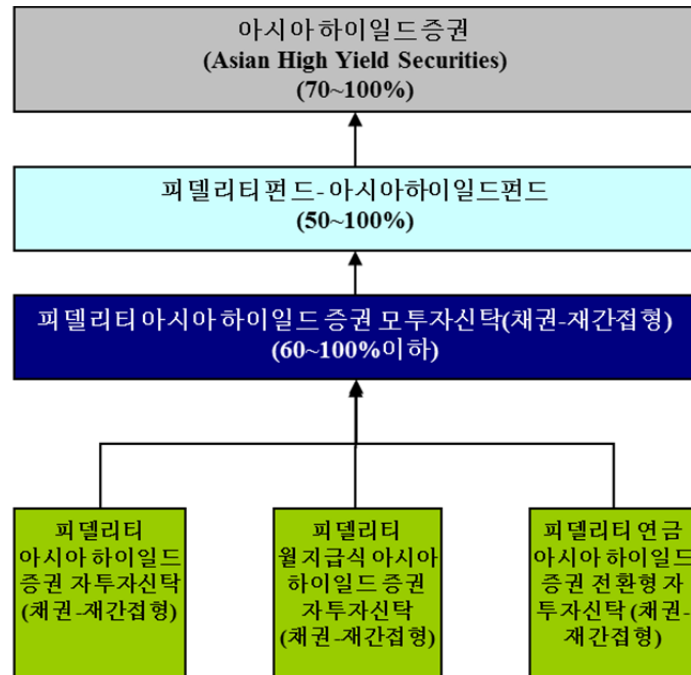 아시아 하이일드 증권
(Asian High Yield Securities)
(70~100%)
피델리티펀드- 아시아하이일드펀드
(50~100%)
피델리티 아시아 하이일드 증권 모투자신탁(채권-재간접형)
(60~100%이하)
피델리티
아시아 하이일드
증권 자투자신탁
(채권-재간접형)
피델리티
월지급식 아시아
하이일드 증권
자투자신탁
(채권-재간접형)
피델리티 연금
아시아 하이일드
증권 전환형 자
투자신탁 (채권-
재간접형)